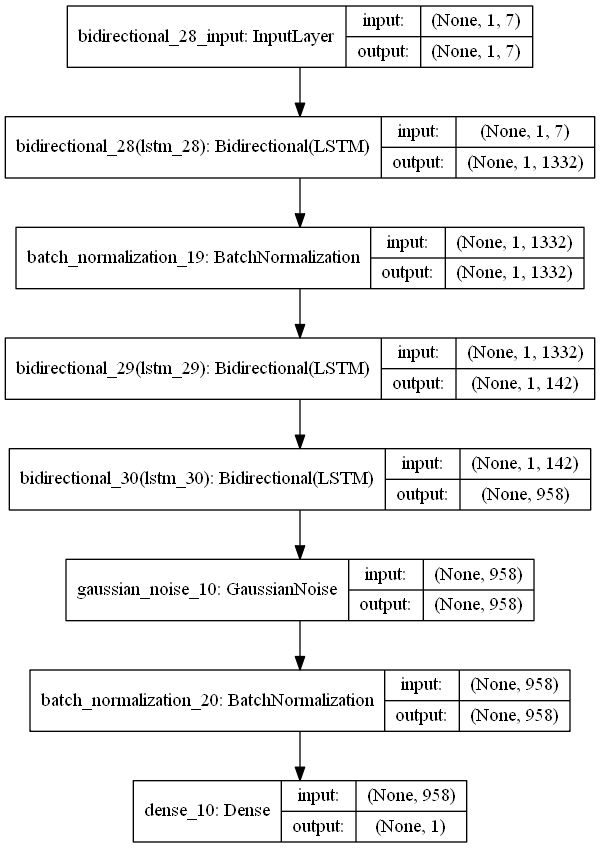 bidirectional_28_input: InputLayer
input: (None, 1, 7)
output: (None, 1, 7)
bidirectional_28(lstm_28): Bidirectional(LSTM)
input: (None, 1, 7)
output: (None, 1, 1332)
batch_normalization_19: BatchNormalization
input: (None, 1, 1332)
output: (None, 1, 1332)
bidirectional_29(lstm_29): Bidirectional(LSTM)
input: (None, 1, 1332)
output: (None, 1, 142)
bidirectional_30(lstm_30): Bidirectional(LSTM)
input: (None, 1, 142)
output: (None, 958)
gaussian_noise_10: GaussianNoise
input: (None, 958)
output: (None, 958)
batch_normalization_20: BatchNormalization
input: (None, 958)
output: (None, 958)
dense_10: Dense
input: (None, 958)
output: (None, 1)